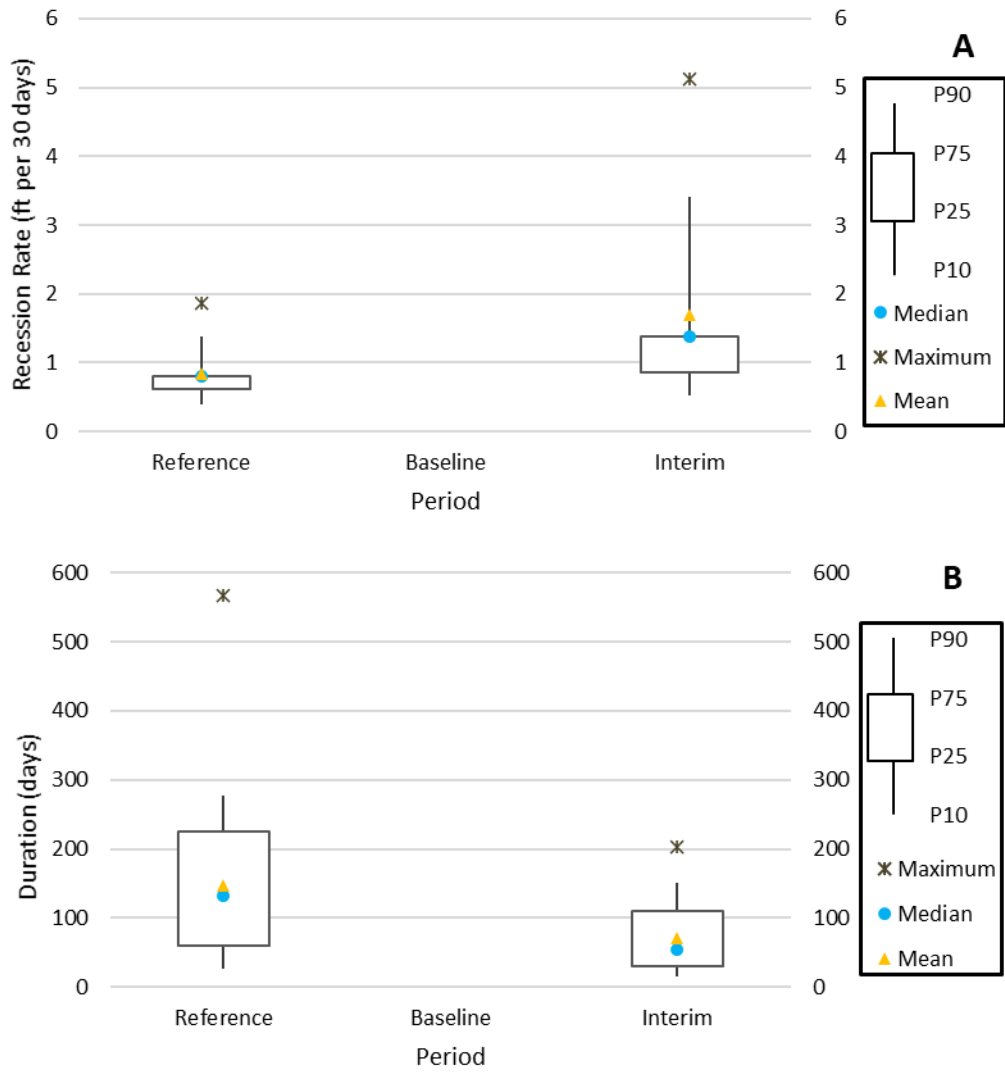 A
Recession Rate (ft per 30 days)
6
5
4
3
2
1
0
6
5
4
3
2
1
0
Reference
Baseline
Interim
Period
P90
P75
P25
P10
Median
Maximum
Mean
B
Duration (days)
600
500
400
300
200
100
0
600
500
400
300
200
100
0
Reference
Baseline
Interim
Period
P90
P75
P25
P10
Maximum
Median
Mean